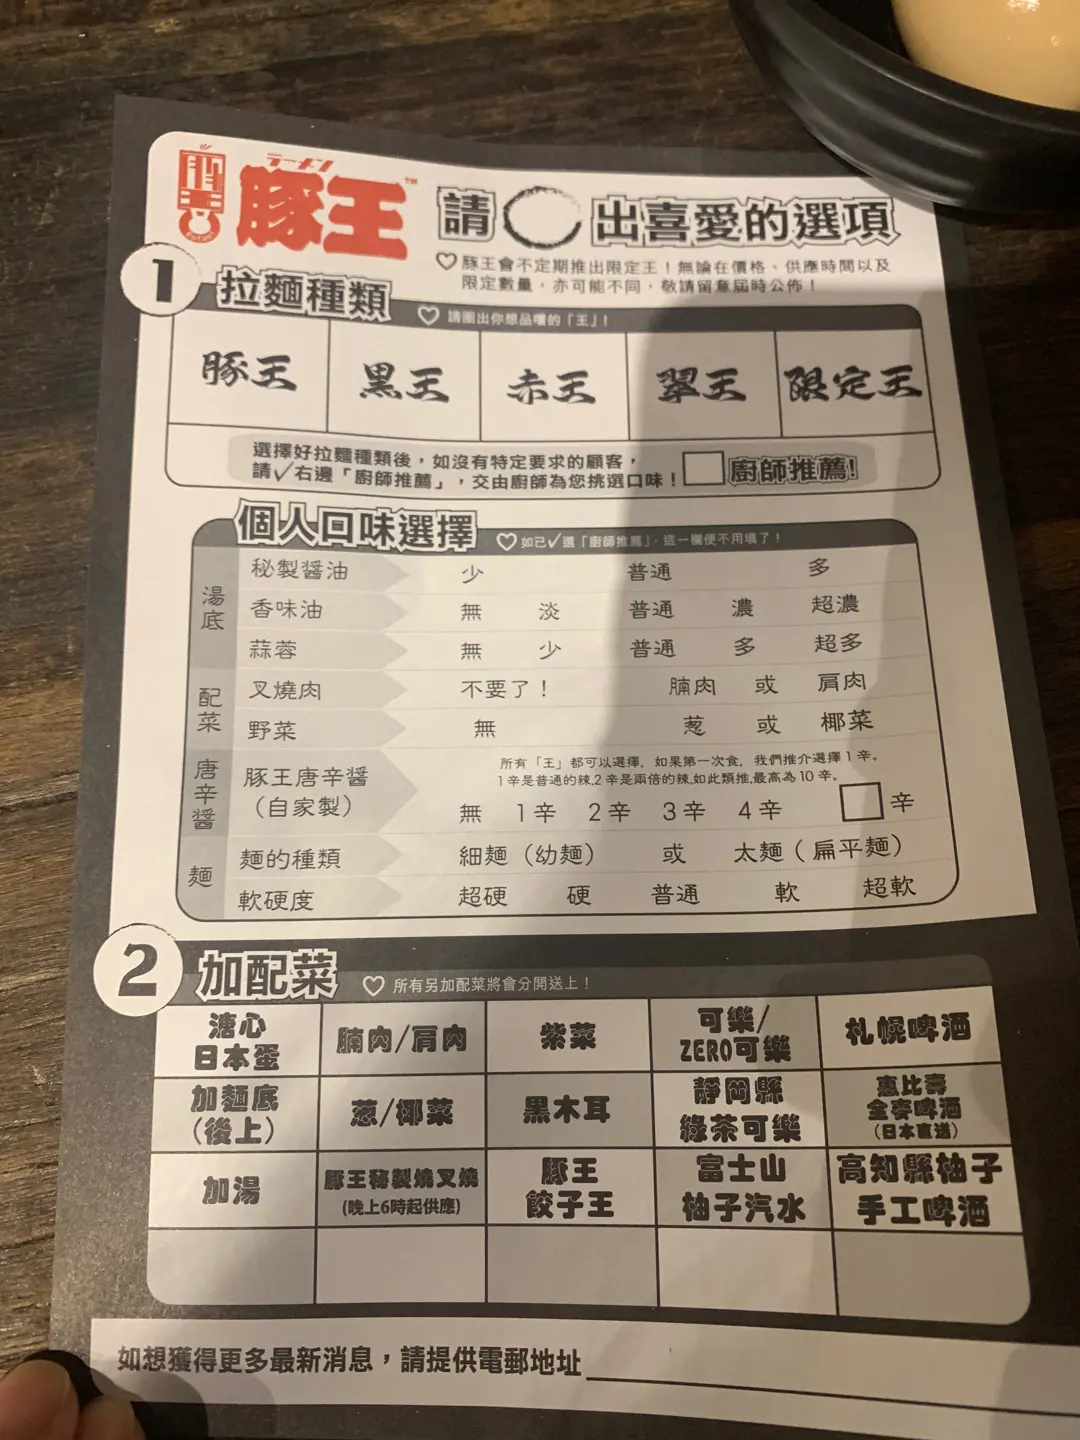 ラーメン
豚王™
請 ◯ 出喜愛的選項
♡ 豚王會不定期推出限定王！無論在價格、供應時間以及
限定數量，亦可能不同，敬請留意屆時公佈！
1 拉麵種類 ♡ 請圈出你想品嚐的「王」！
豚王 黑王 赤王 翠王 限定王
選擇好拉麵種類後，如沒有特定要求的顧客，
請✓右邊「廚師推薦」，交由廚師為您挑選口味！ □ 廚師推薦!
個人口味選擇 ♡ 如已✓選「廚師推薦」，這一欄便不用填了！
湯底
秘製醬油 少 普通 多
香味油 無 淡 普通 濃 超濃
蒜蓉 無 少 普通 多 超多
配菜
叉燒肉 不要了！ 腩肉 或 肩肉
野菜 無 葱 或 椰菜
唐辛醬
豚王唐辛醬
（自家製）
所有「王」都可以選擇，如果第一次食，我們推介選擇1辛。
1辛是普通的辣,2辛是兩倍的辣,如此類推,最高為10辛。
無 1辛 2辛 3辛 4辛 □辛
麵
麵的種類 細麵（幼麵） 或 太麵（扁平麵）
軟硬度 超硬 硬 普通 軟 超軟
2 加配菜 ♡ 所有另加配菜將會分開送上！
溏心
日本蛋
腩肉/肩肉
紫菜
可樂/
ZERO可樂
札幌啤酒
加麵底
（後上）
葱/椰菜
黑木耳
靜岡縣
綠茶可樂
惠比壽
全麥啤酒
(日本直送)
加湯
豚王秘製燒叉燒
(晚上6時起供應)
豚王
餃子王
富士山
柚子汽水
高知縣柚子
手工啤酒
如想獲得更多最新消息，請提供電郵地址